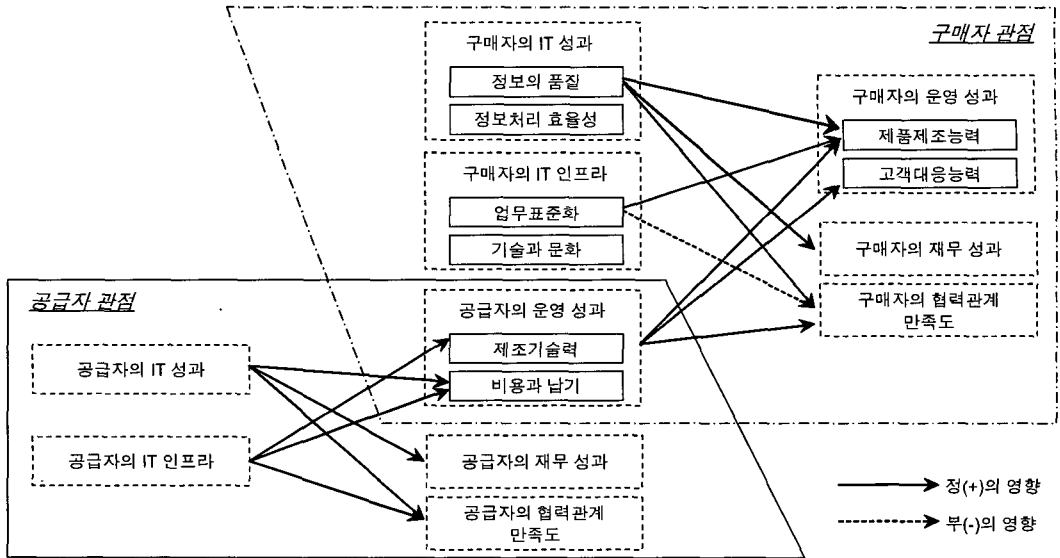 구매자 관점
구매자의 IT 성과
정보의 품질
정보처리 효율성
구매자의 IT 인프라
업무표준화
기술과 문화
구매자의 운영 성과
제품제조능력
고객대응능력
구매자의 재무 성과
구매자의 협력관계
만족도
공급자 관점
공급자의 IT 성과
공급자의 IT 인프라
공급자의 운영 성과
제조기술력
비용과 납기
공급자의 재무 성과
공급자의 협력관계
만족도
정(+)의 영향
부(-)의 영향